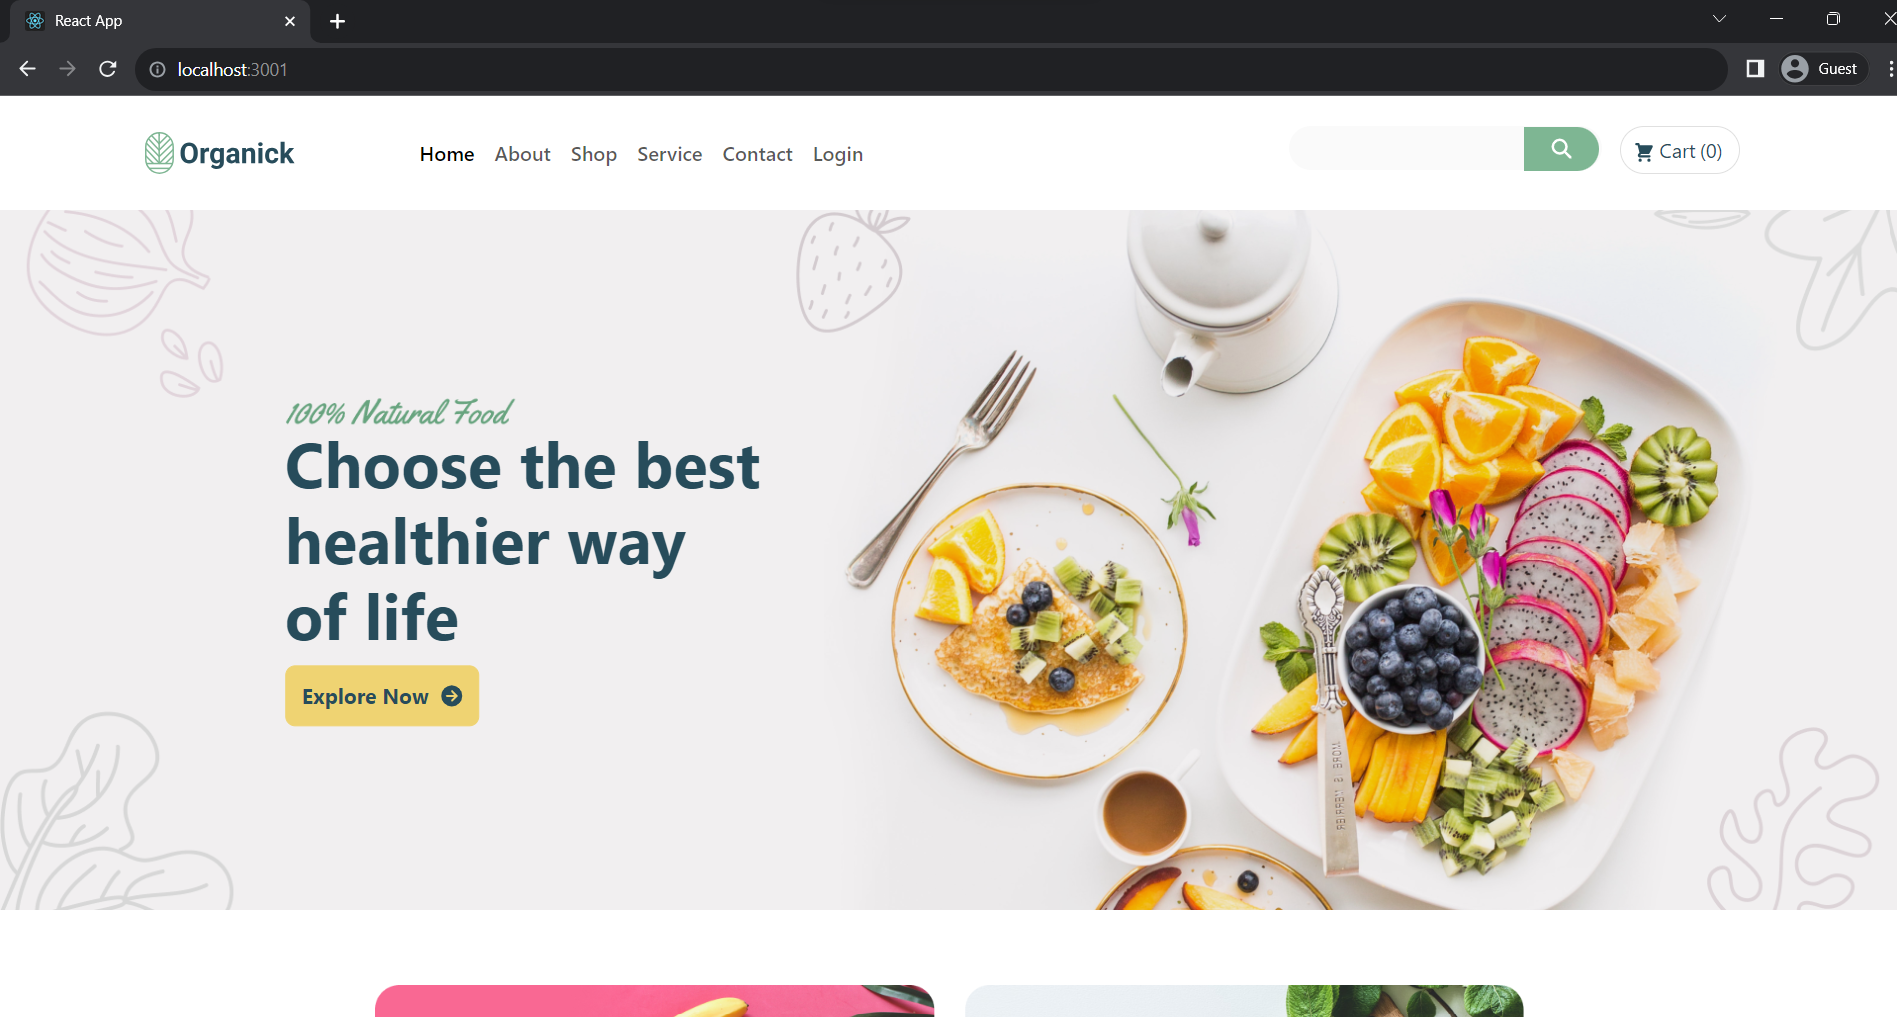 React App
localhost:3001
Guest
Organick
Home About Shop Service Contact Login
Cart (0)
100% Natural Food
Choose the best
healthier way
of life
Explore Now